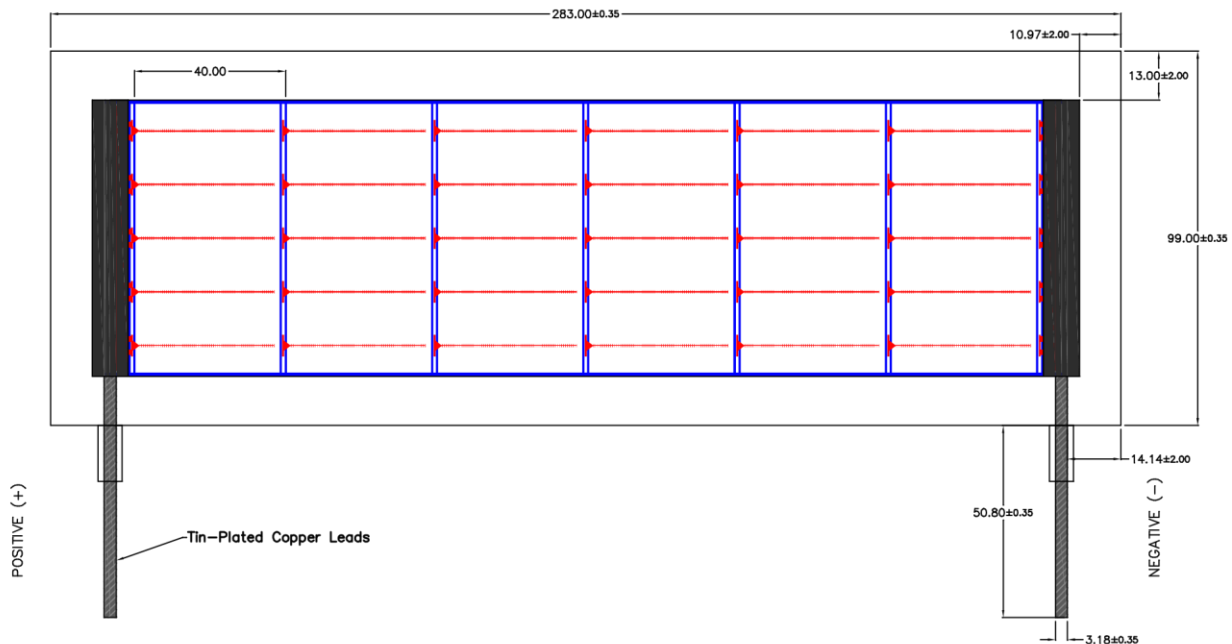 283.00±0.35
10.97±2.00
40.00
13.00±2.00
99.00±0.35
14.14±2.00
50.80±0.35
POSITIVE (+)
NEGATIVE (-)
Tin-Plated Copper Leads
3.18±0.35